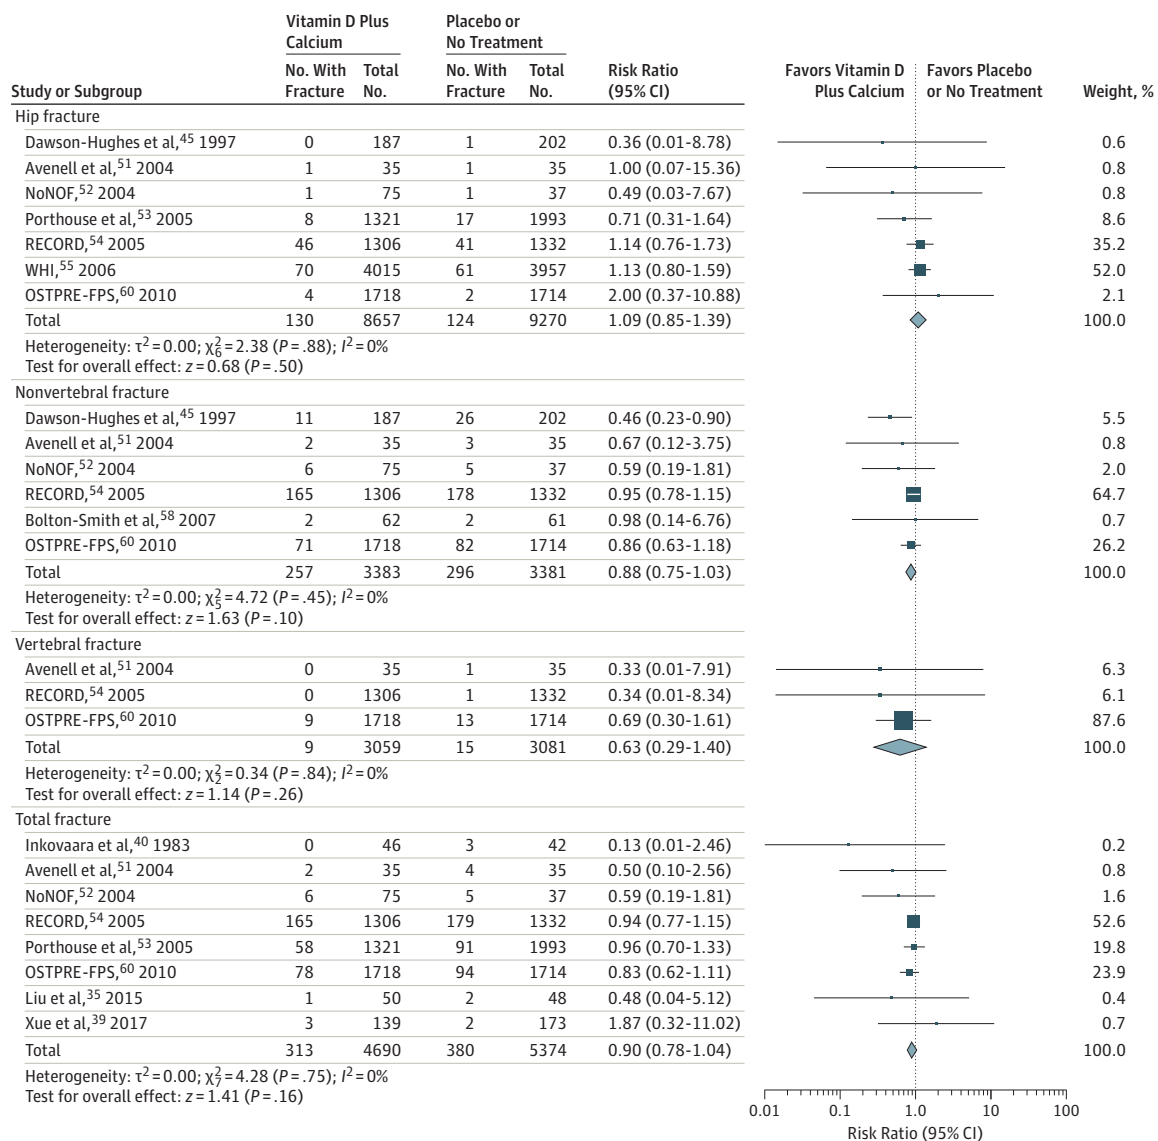 Vitamin D Plus Calcium Placebo or No Treatment
Study or Subgroup No. With Fracture Total No. No. With Fracture Total No. Risk Ratio (95% CI) Favors Vitamin D Plus Calcium Favors Placebo or No Treatment Weight, %
Hip fracture
Dawson-Hughes et al,45 1997 0 187 1 202 0.36 (0.01-8.78) 0.6
Avenell et al,51 2004 1 35 1 35 1.00 (0.07-15.36) 0.8
NoNOF,52 2004 1 75 1 37 0.49 (0.03-7.67) 0.8
Porthouse et al,53 2005 8 1321 17 1993 0.71 (0.31-1.64) 8.6
RECORD,54 2005 46 1306 41 1332 1.14 (0.76-1.73) 35.2
WHI,55 2006 70 4015 61 3957 1.13 (0.80-1.59) 52.0
OSTPRE-FPS,60 2010 4 1718 2 1714 2.00 (0.37-10.88) 2.1
Total 130 8657 124 9270 1.09 (0.85-1.39) 100.0
Heterogeneity: τ2 = 0.00; χ2 6 = 2.38 (P = .88); I2 = 0%
Test for overall effect: z = 0.68 (P = .50)
Nonvertebral fracture
Dawson-Hughes et al,45 1997 11 187 26 202 0.46 (0.23-0.90) 5.5
Avenell et al,51 2004 2 35 3 35 0.67 (0.12-3.75) 0.8
NoNOF,52 2004 6 75 5 37 0.59 (0.19-1.81) 2.0
RECORD,54 2005 165 1306 178 1332 0.95 (0.78-1.15) 64.7
Bolton-Smith et al,58 2007 2 62 2 61 0.98 (0.14-6.76) 0.7
OSTPRE-FPS,60 2010 71 1718 82 1714 0.86 (0.63-1.18) 26.2
Total 257 3383 296 3381 0.88 (0.75-1.03) 100.0
Heterogeneity: τ2 = 0.00; χ2 5 = 4.72 (P = .45); I2 = 0%
Test for overall effect: z = 1.63 (P = .10)
Vertebral fracture
Avenell et al,51 2004 0 35 1 35 0.33 (0.01-7.91) 6.3
RECORD,54 2005 0 1306 1 1332 0.34 (0.01-8.34) 6.1
OSTPRE-FPS,60 2010 9 1718 13 1714 0.69 (0.30-1.61) 87.6
Total 9 3059 15 3081 0.63 (0.29-1.40) 100.0
Heterogeneity: τ2 = 0.00; χ2 2 = 0.34 (P = .84); I2 = 0%
Test for overall effect: z = 1.14 (P = .26)
Total fracture
Inkovaara et al,40 1983 0 46 3 42 0.13 (0.01-2.46) 0.2
Avenell et al,51 2004 2 35 4 35 0.50 (0.10-2.56) 0.8
NoNOF,52 2004 6 75 5 37 0.59 (0.19-1.81) 1.6
RECORD,54 2005 165 1306 179 1332 0.94 (0.77-1.15) 52.6
Porthouse et al,53 2005 58 1321 91 1993 0.96 (0.70-1.33) 19.8
OSTPRE-FPS,60 2010 78 1718 94 1714 0.83 (0.62-1.11) 23.9
Liu et al,35 2015 1 50 2 48 0.48 (0.04-5.12) 0.4
Xue et al,39 2017 3 139 2 173 1.87 (0.32-11.02) 0.7
Total 313 4690 380 5374 0.90 (0.78-1.04) 100.0
Heterogeneity: τ2 = 0.00; χ2 7 = 4.28 (P = .75); I2 = 0%
Test for overall effect: z = 1.41 (P = .16)
0.01 0.1 1.0 10 100
Risk Ratio (95% CI)